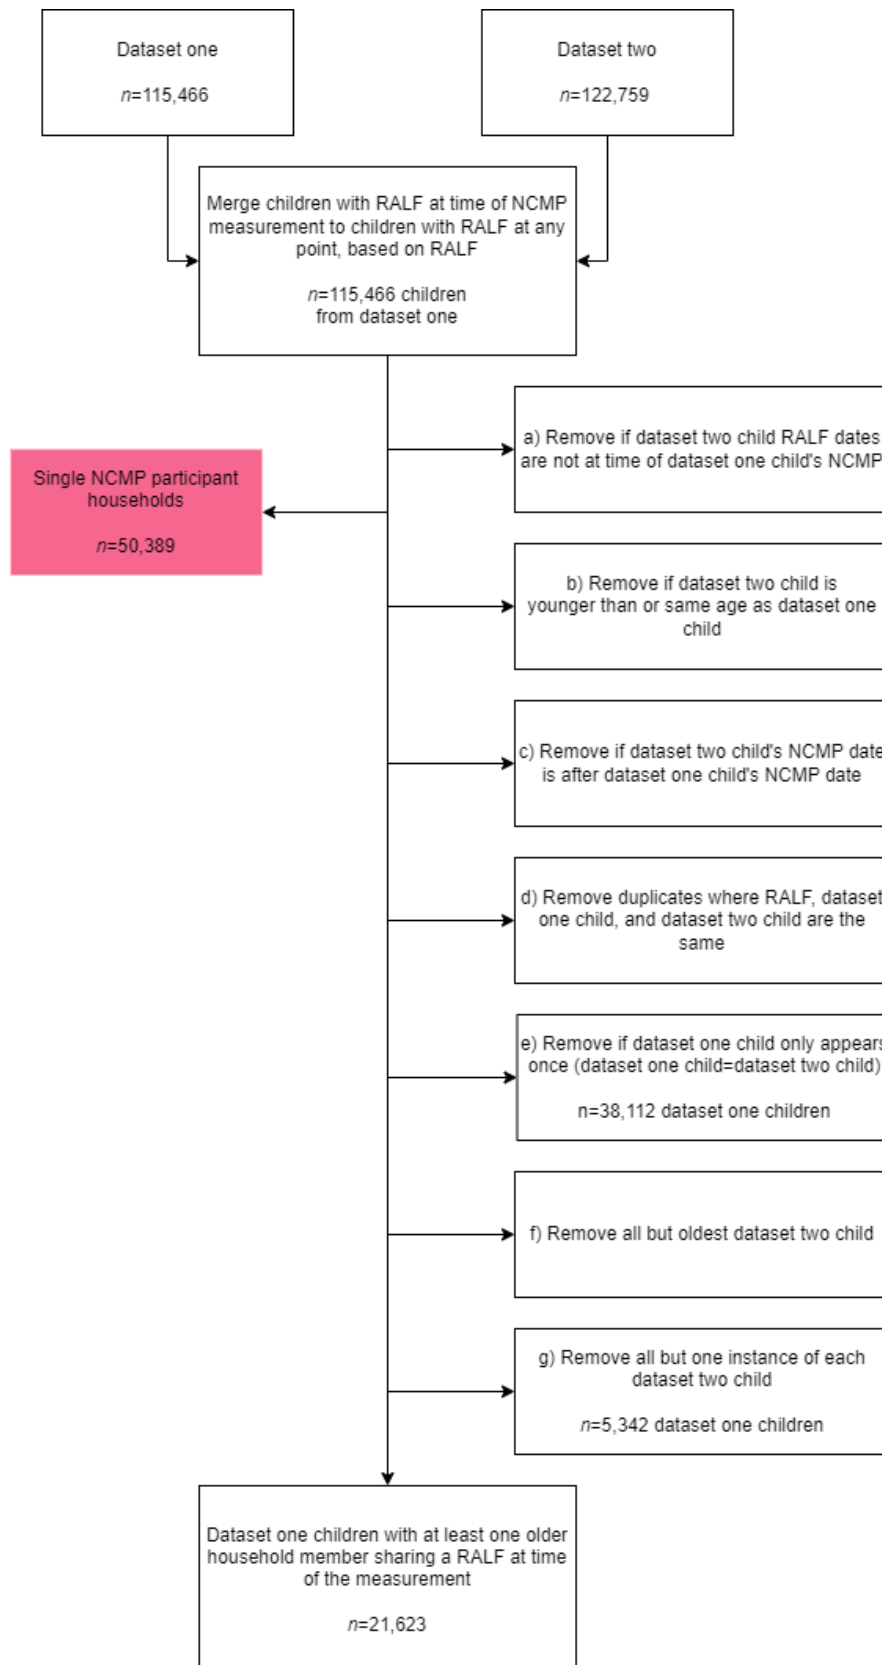 Dataset one
n=115,466
Dataset two
n=122,759
Merge children with RALF at time of NCMP
measurement to children with RALF at any
point, based on RALF
n=115,466 children
from dataset one
a) Remove if dataset two child RALF dates
are not at time of dataset one child's NCMP
Single NCMP participant
households
n=50,389
b) Remove if dataset two child is
younger than or same age as dataset one
child
c) Remove if dataset two child's NCMP date
is after dataset one child's NCMP date
d) Remove duplicates where RALF, dataset
one child, and dataset two child are the
same
e) Remove if dataset one child only appears
once (dataset one child=dataset two child)
n=38,112 dataset one children
f) Remove all but oldest dataset two child
g) Remove all but one instance of each
dataset two child
n=5,342 dataset one children
Dataset one children with at least one older
household member sharing a RALF at time
of the measurement
n=21,623